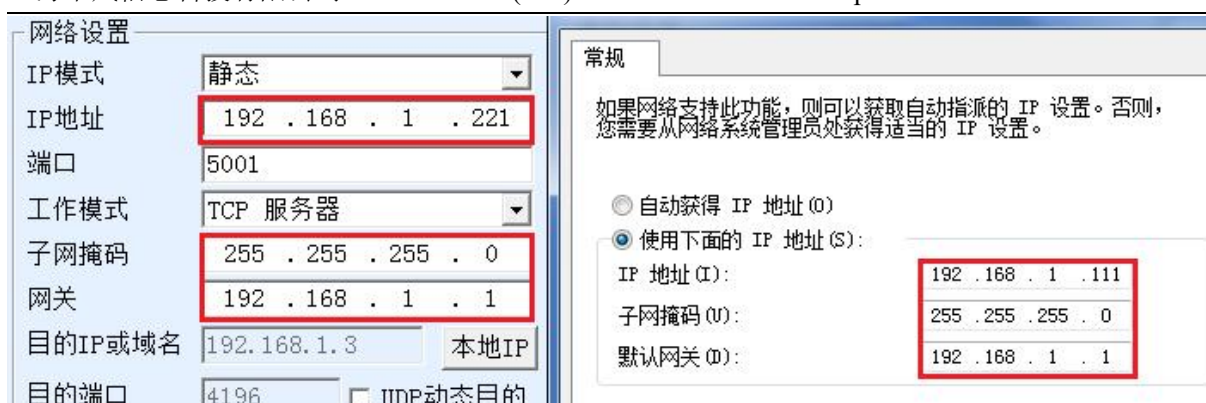 网络设置
IP模式 静态
IP地址 192 . 168 . 1 . 221
端口 5001
工作模式 TCP 服务器
子网掩码 255 . 255 . 255 . 0
网关 192 . 168 . 1 . 1
目的IP或域名 192.168.1.3 本地IP
目的端口 4196 UDP动态目的
常规
如果网络支持此功能，则可以获取自动指派的 IP 设置。否则，
您需要从网络系统管理员处获得适当的 IP 设置。
自动获得 IP 地址(O)
使用下面的 IP 地址(S):
IP 地址(I): 192 . 168 . 1 . 111
子网掩码(U): 255 . 255 . 255 . 0
默认网关(D): 192 . 168 . 1 . 1